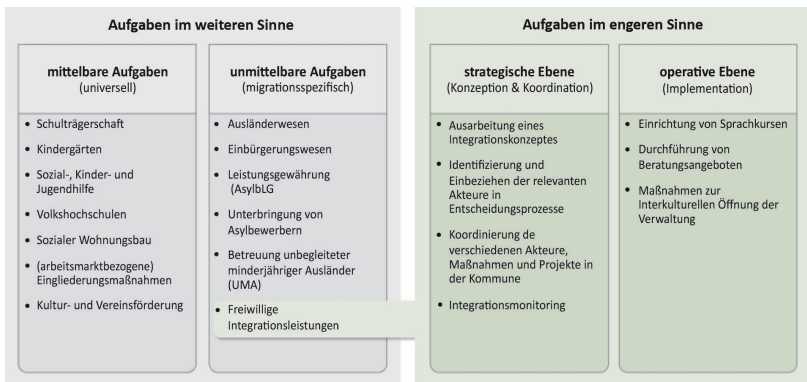 Aufgaben im weiteren Sinne
mittelbare Aufgaben
(universell)
• Schulträgerschaft
• Kindergärten
• Sozial-, Kinder- und
Jugendhilfe
• Volkshochschulen
• Sozialer Wohnungsbau
• (arbeitsmarktbezogene)
Eingliederungsmaßnahmen
• Kultur- und Vereinsförderung
unmittelbare Aufgaben
(migrationsspezifisch)
• Ausländerwesen
• Einbürgerungswesen
• Leistungsgewährung
(AsylbLG
• Unterbringung von
Asylbewerbern
• Betreuung unbegleiteter
minderjähriger Ausländer
(UMA)
• Freiwillige
Integrationsleistungen
Aufgaben im engeren Sinne
strategische Ebene
(Konzeption & Koordination)
• Ausarbeitung eines
Integrationskonzeptes
• Identifizierung und
Einbeziehen der relevanten
Akteure in
Entscheidungsprozesse
• Koordinierung de
verschiedenen Akteure,
Maßnahmen und Projekte in
der Kommune
• Integrationsmonitoring
operative Ebene
(Implementation)
• Einrichtung von Sprachkursen
• Durchführung von
Beratungsangeboten
• Maßnahmen zur
Interkulturellen Öffnung der
Verwaltung